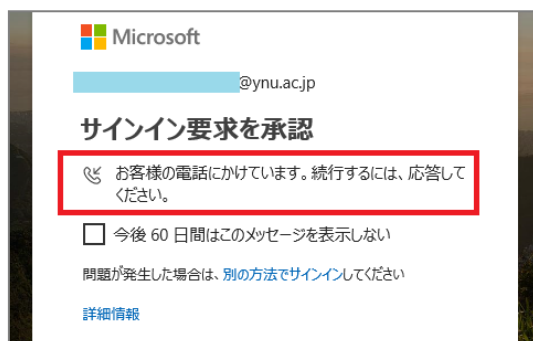 Microsoft
@ynu.ac.jp
サインイン要求を承認
お客様の電話にかけています。続行するには、応答して
ください。
今後 60 日間はこのメッセージを表示しない
問題が発生した場合は、別の方法でサインインしてください
詳細情報